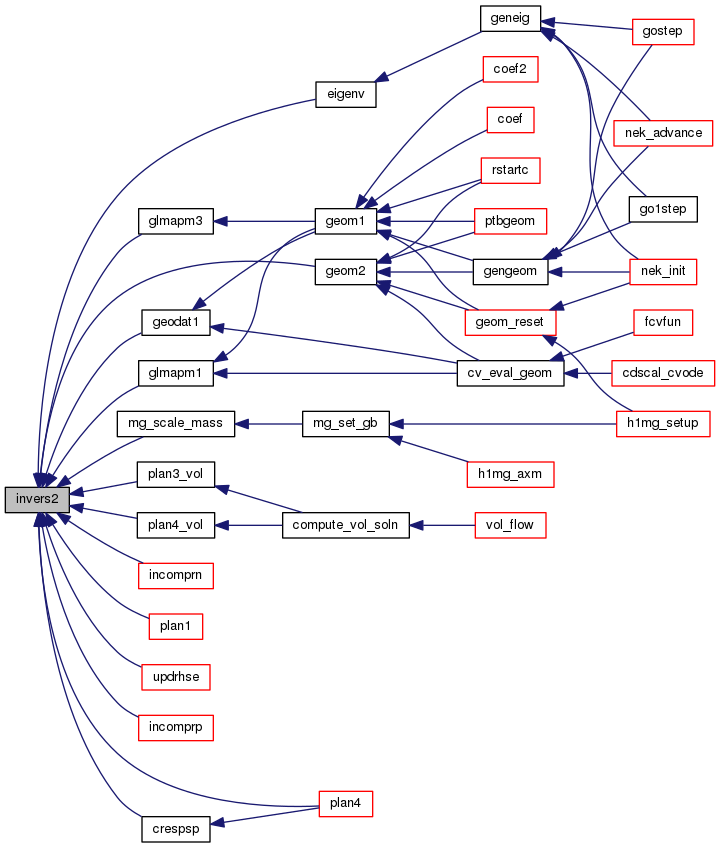 geneig
gostep
coef2
eigenv
coef
nek_advance
rstartc
go1step
glmapm3
geom1
ptbgeom
geom2
gengeom
nek_init
geodat1
geom_reset
fcvfun
glmapm1
cv_eval_geom
cdscal_cvode
mg_scale_mass
mg_set_gb
h1mg_setup
plan3_vol
h1mg_axm
invers2
plan4_vol
compute_vol_soln
vol_flow
incomprn
plan1
updrhse
incomprp
plan4
crespsp